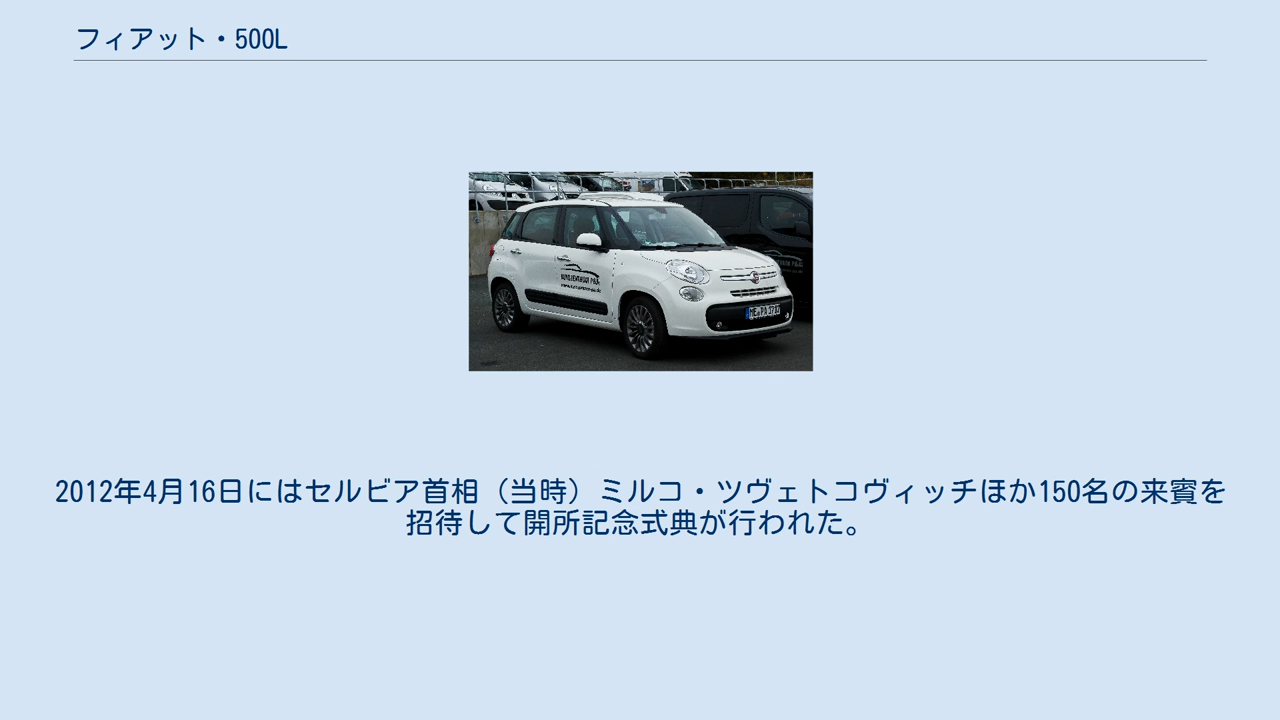 フィアット・500L
2012年4月16日にはセルビア首相（当時）ミルコ・ツヴェトコヴィッチほか150名の来賓を
招待して開所記念式典が行われた。